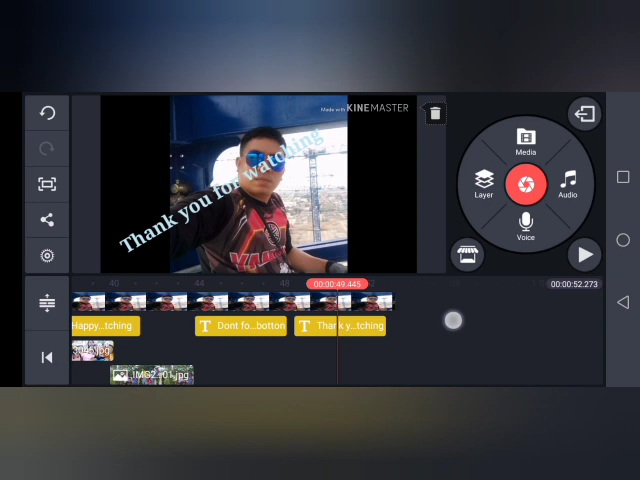 Made with KINEMASTER
Thank you for watching
Media
Layer
Audio
Voice
40
44
48
00:00:49.445
00:00:52.273
Happy...tching
T Dont fo...botton
T Thank y...tching
IMG2...01.jpg